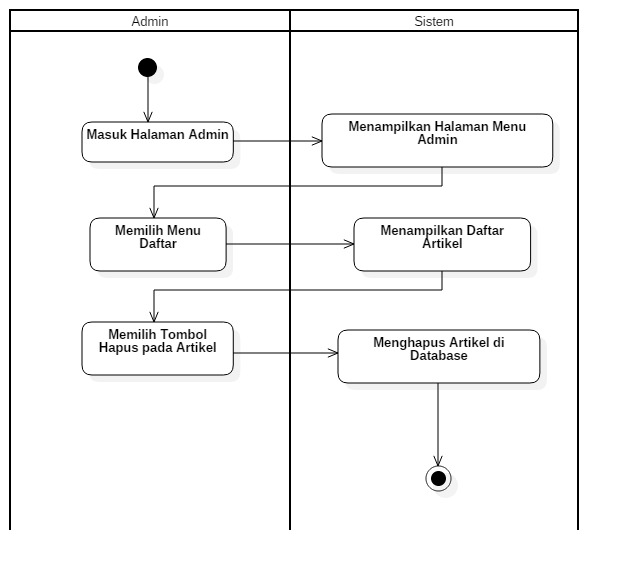 Admin
Sistem
Masuk Halaman Admin
Menampilkan Halaman Menu
Admin
Memilih Menu
Daftar
Menampilkan Daftar
Artikel
Memilih Tombol
Hapus pada Artikel
Menghapus Artikel di
Database